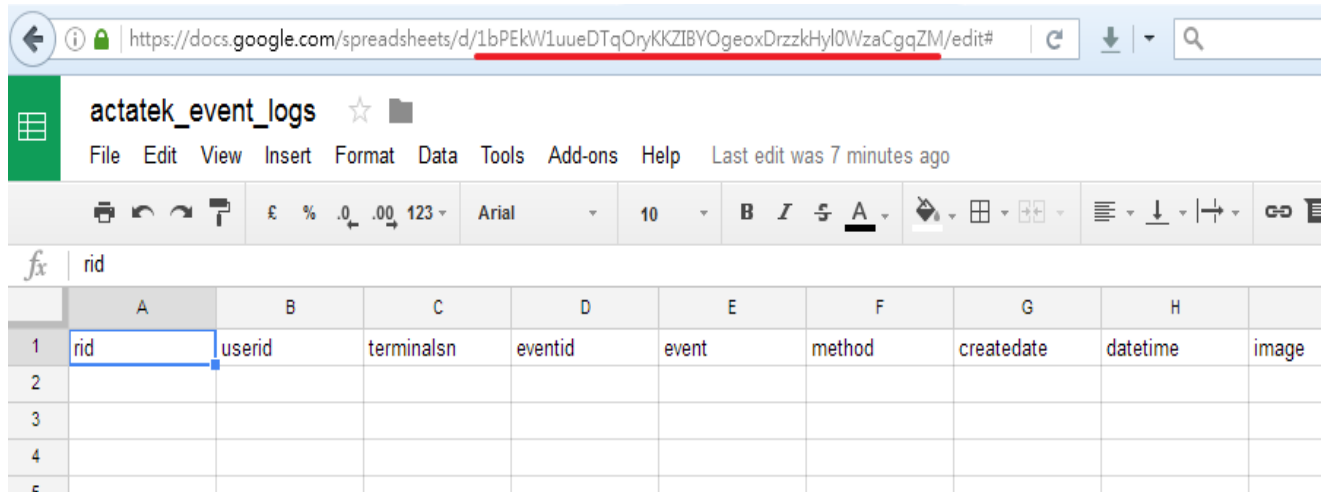 https://docs.google.com/spreadsheets/d/1bPEkW1uueDTqOryKKZIBYOgeoxDrzzkHyl0WzaCgqZM/edit#
actatek_event_logs
File Edit View Insert Format Data Tools Add-ons Help Last edit was 7 minutes ago
£ % .0 .00 123 Arial 10 B I S A
fx rid
A B C D E F G H
1 rid userid terminalsn eventid event method createdate datetime image
2
3
4
5